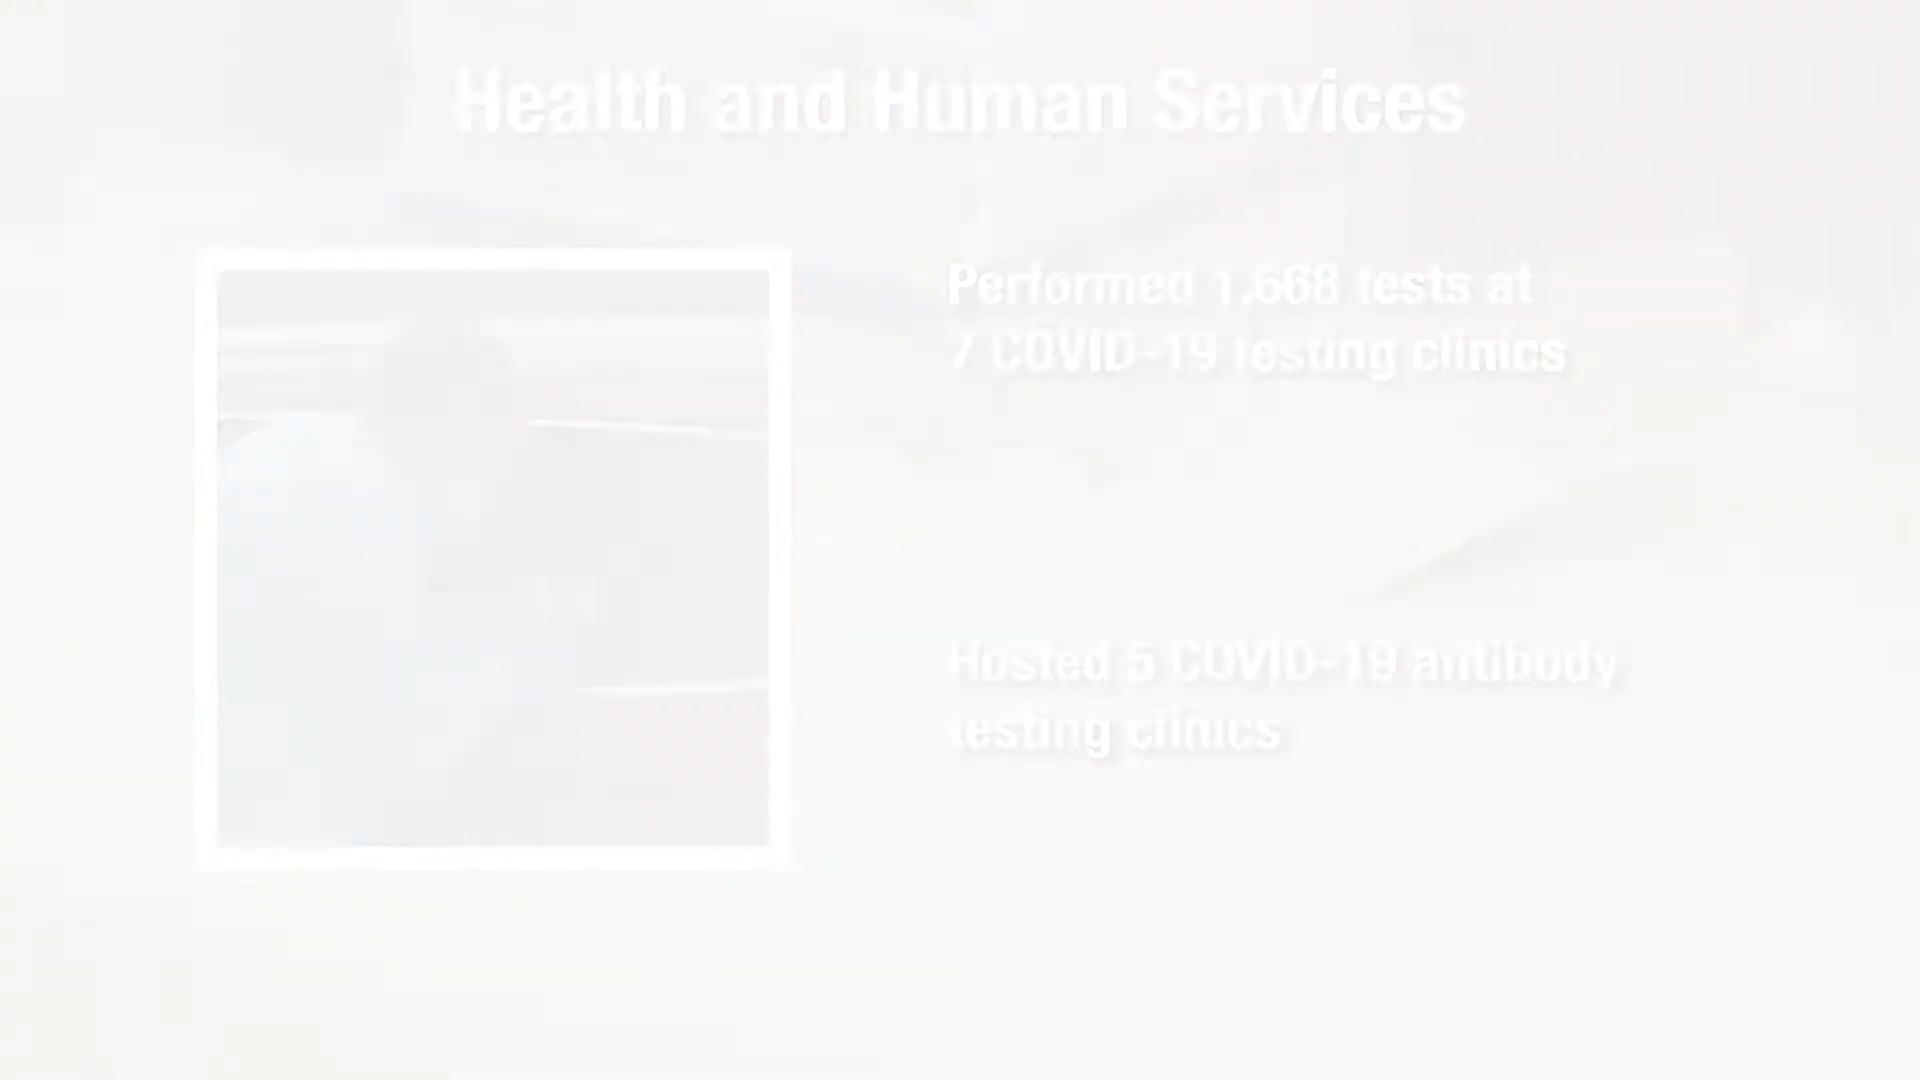 Health and Human Services
Performed 1,668 tests at
7 COVID-19 testing clinics
Hosted 5 COVID-19 antibody
testing clinics